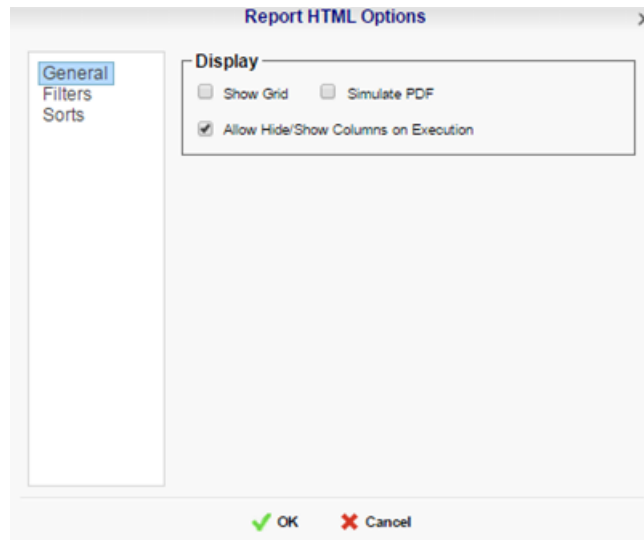 Report HTML Options
General
Filters
Sorts
Display
Show Grid Simulate PDF
Allow Hide/Show Columns on Execution
OK Cancel